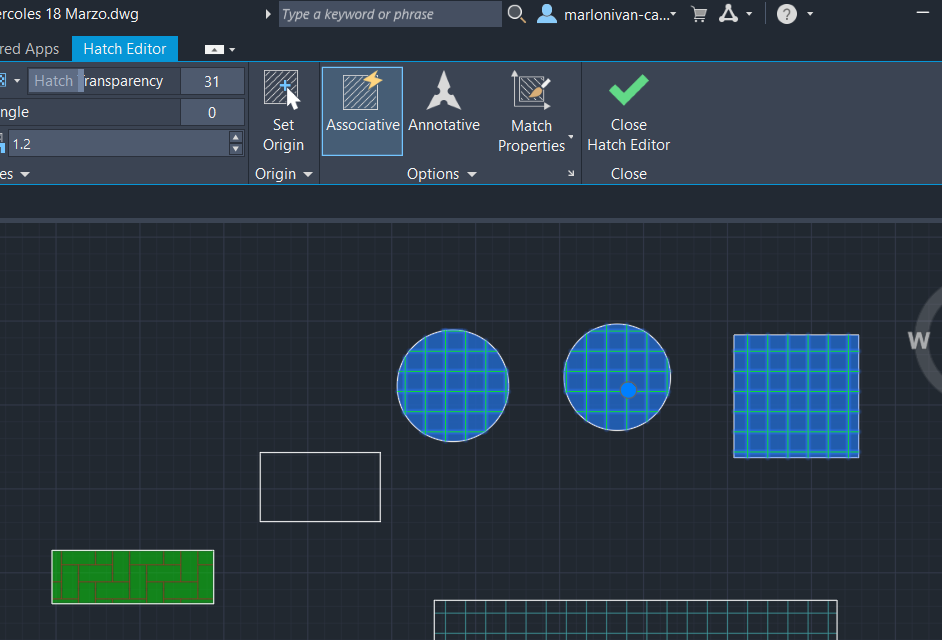 ercoles 18 Marzo.dwg
Type a keyword or phrase
marlonivan-ca...
red Apps
Hatch Editor
Hatch Transparency 31
ngle 0
1.2
es
Set
Origin
Origin
Associative
Annotative
Match
Properties
Options
Close
Hatch Editor
Close
W